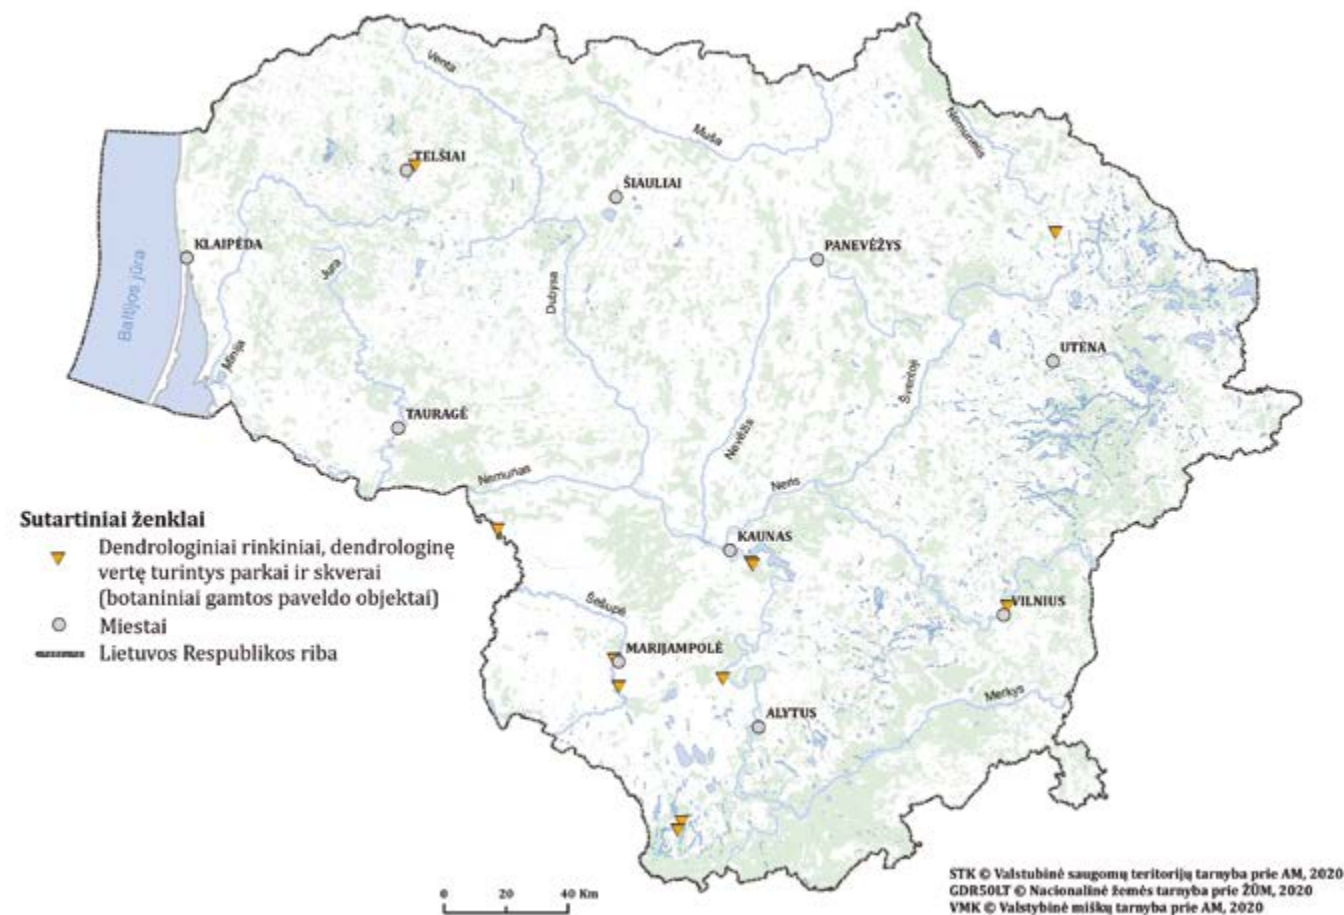 Venta
Muša
Nemunėlis
TELŠIAI
ŠIAULIAI
KLAIPĖDA
PANEVĖŽYS
Jūra
Dubysa
Baltijos jūra
Minija
UTENA
Šventoji
TAURAGĖ
Nevėžis
Nemunas
Neris
Sutartiniai ženklai
Dendrologiniai rinkiniai, dendrologinę
vertę turintys parkai ir skverai
(botaniniai gamtos paveldo objektai)
Miestai
Lietuvos Respublikos riba
KAUNAS
Šešupė
VILNIUS
MARIJAMPOLĖ
Merkys
ALYTUS
0 20 40 Km
STK © Valstubinė saugomų teritorijų tarnyba prie AM, 2020
GDR50LT © Nacionalinė žemės tarnyba prie ŽŪM, 2020
VMK © Valstybinė miškų tarnyba prie AM, 2020